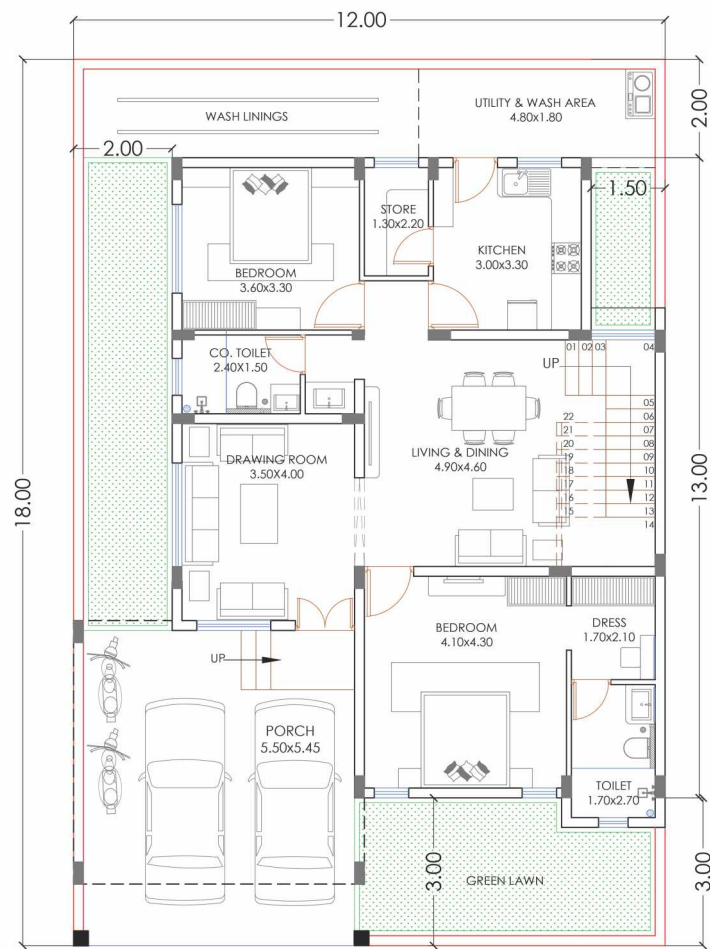 12.00
18.00
2.00
WASH LININGS
UTILITY & WASH AREA
4.80x1.80
2.00
1.50
STORE
1.30x2.20
KITCHEN
3.00x3.30
BEDROOM
3.60x3.30
CO. TOILET
2.40X1.50
01 02 03 04
UP
05
22 06
21 07
20 08
19 09
18 10
17 11
16 12
15 13
14
LIVING & DINING
4.90x4.60
DRAWING ROOM
3.50X4.00
13.00
BEDROOM
4.10x4.30
DRESS
1.70x2.10
UP
PORCH
5.50x5.45
TOILET
1.70x2.70
3.00
GREEN LAWN
3.00